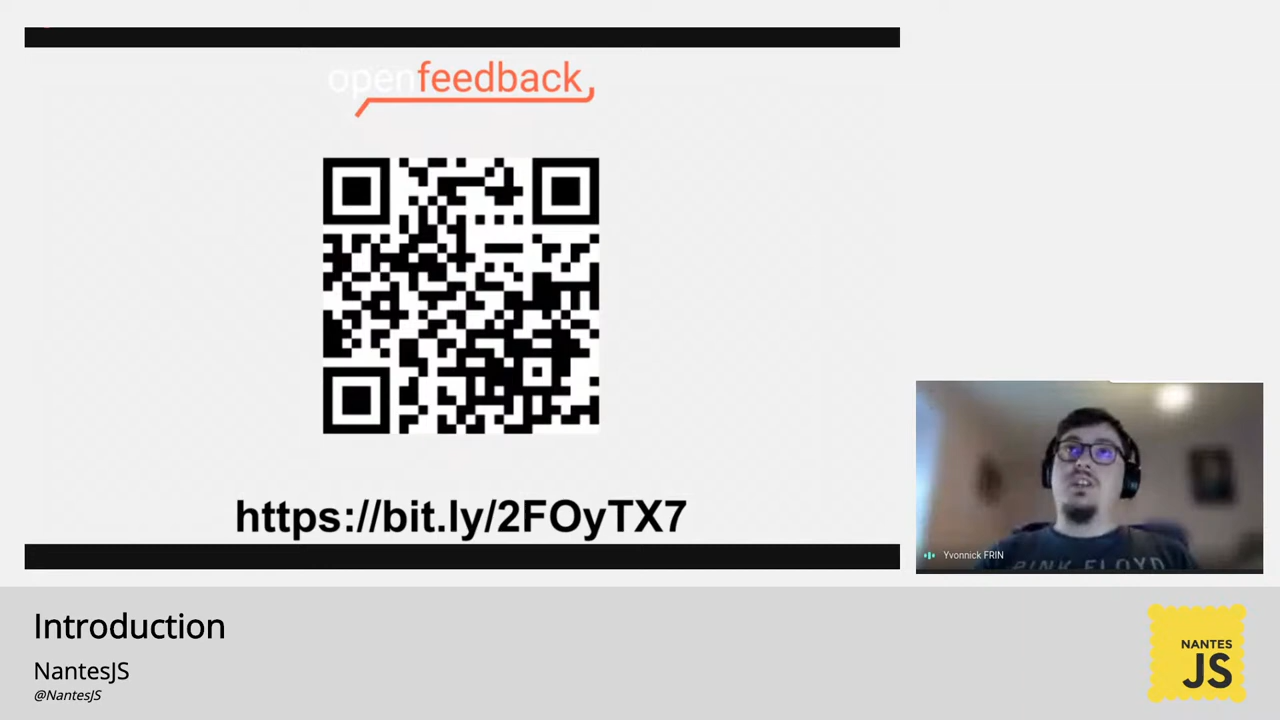 openfeedback
https://bit.ly/2FOyTX7
Yvonnick FRIN
PINK FLOYD
Introduction
NantesJS
@NantesJS
NANTES
JS